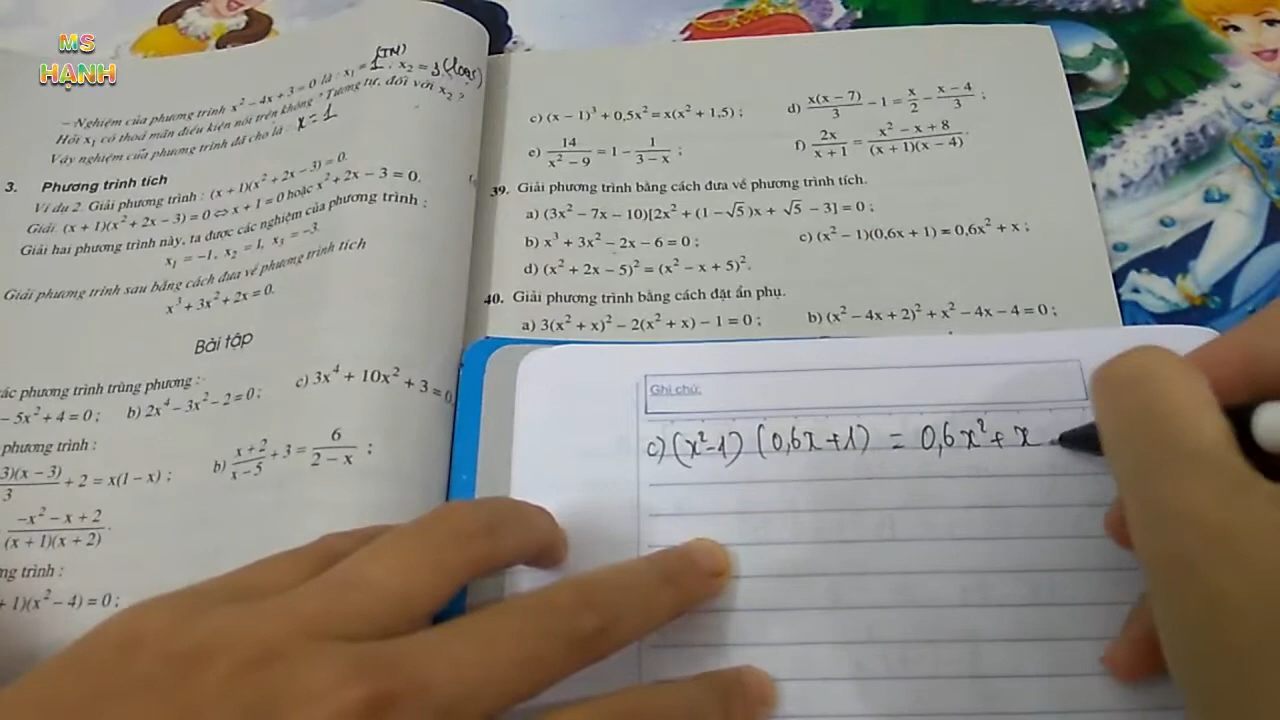 MS
HẠNH
– Nghiệm của phương trình x² – 4x + 3 = 0 là : x₁ = 1 (TN), x₂ = 3 (loại)
Hỏi x₁ có thoả mãn điều kiện nói trên không ? Tương tự, đối với x₂ ?
Vậy nghiệm của phương trình đã cho là : x = 1
3. Phương trình tích
Ví dụ 2. Giải phương trình : (x + 1)(x² + 2x – 3) = 0.
Giải. (x + 1)(x² + 2x – 3) = 0 ⇔ x + 1 = 0 hoặc x² + 2x – 3 = 0.
Giải hai phương trình này, ta được các nghiệm của phương trình :
x₁ = –1, x₂ = 1, x₃ = –3.
Giải phương trình sau bằng cách đưa về phương trình tích
x³ + 3x² + 2x = 0.
Bài tập
các phương trình trùng phương :
– 5x² + 4 = 0 ; b) 2x⁴ – 3x² – 2 = 0 ; c) 3x⁴ + 10x² + 3 = 0
phương trình :
3)(x – 3)/3 + 2 = x(1 – x) ; b) (x + 2)/(x – 5) + 3 = 6/(2 – x) ;
(–x² – x + 2)/((x + 1)(x + 2)).
ng trình :
+ 1)(x² – 4) = 0 ;
c) (x – 1)³ + 0,5x² = x(x² + 1,5) ; d) x(x – 7)/3 – 1 = x/2 – (x – 4)/3 ;
e) 14/(x² – 9) = 1 – 1/(3 – x) ; f) 2x/(x + 1) = (x² – x + 8)/((x + 1)(x – 4)).
39. Giải phương trình bằng cách đưa về phương trình tích.
a) (3x² – 7x – 10)[2x² + (1 – √5)x + √5 – 3] = 0 ;
b) x³ + 3x² – 2x – 6 = 0 ; c) (x² – 1)(0,6x + 1) = 0,6x² + x ;
d) (x² + 2x – 5)² = (x² – x + 5)².
40. Giải phương trình bằng cách đặt ẩn phụ.
a) 3(x² + x)² – 2(x² + x) – 1 = 0 ; b) (x² – 4x + 2)² + x² – 4x – 4 = 0 ;
Ghi chú:
c) (x² – 1) (0,6x + 1) = 0,6x² + x